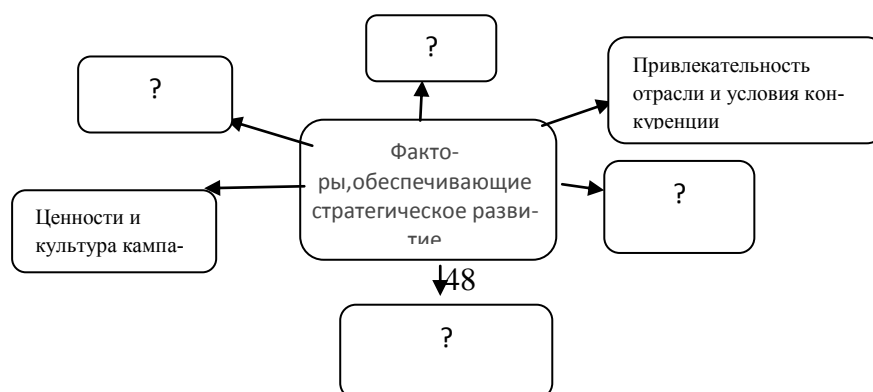 ?
?
Привлекательность
отрасли и условия кон-
куренции
Факто-
ры,обеспечивающие
стратегическое разви-
тие
?
Ценности и
культура кампа-
48
?